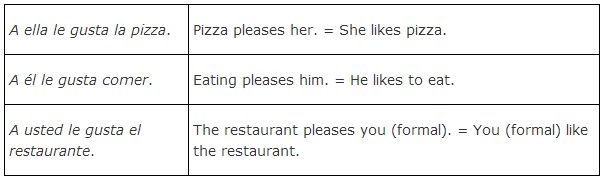 A ella le gusta la pizza. Pizza pleases her. = She likes pizza.
A él le gusta comer. Eating pleases him. = He likes to eat.
A usted le gusta el
restaurante.
The restaurant pleases you (formal). = You (formal) like
the restaurant.